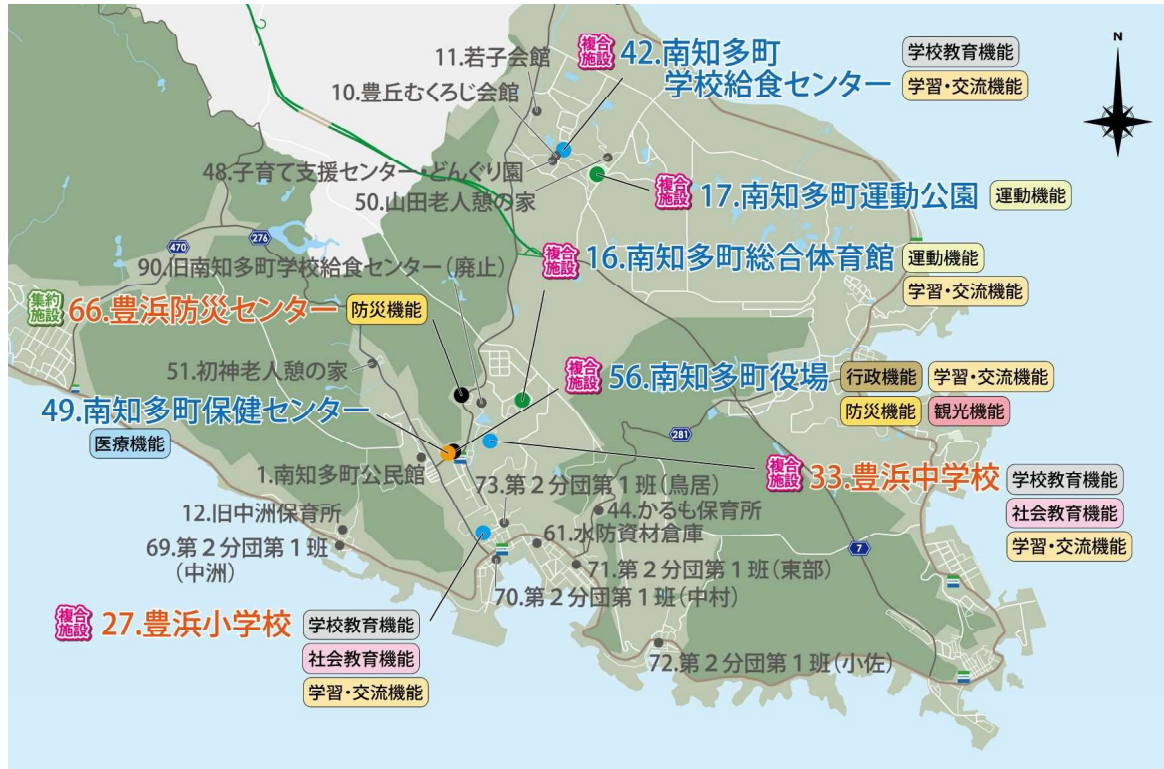 11.若子会館
複合
施設
42.南知多町
学校給食センター
学校教育機能
学習・交流機能
N
10.豊丘むくろじ会館
48.子育て支援センター・どんぐり園
50.山田老人憩の家
複合
施設
17.南知多町運動公園
運動機能
470
276
90.旧南知多町学校給食センター(廃止)
複合
施設
16.南知多町総合体育館
運動機能
学習・交流機能
集約
施設
66.豊浜防災センター
防災機能
51.初神老人憩の家
複合
施設
56.南知多町役場
行政機能
学習・交流機能
防災機能
観光機能
49.南知多町保健センター
医療機能
281
1.南知多町公民館
73.第2分団第1班(鳥居)
複合
施設
33.豊浜中学校
学校教育機能
社会教育機能
学習・交流機能
12.旧中洲保育所
44.かるも保育所
61.水防資材倉庫
69.第2分団第1班
(中洲)
7
71.第2分団第1班(東部)
70.第2分団第1班(中村)
複合
施設
27.豊浜小学校
学校教育機能
社会教育機能
学習・交流機能
72.第2分団第1班(小佐)